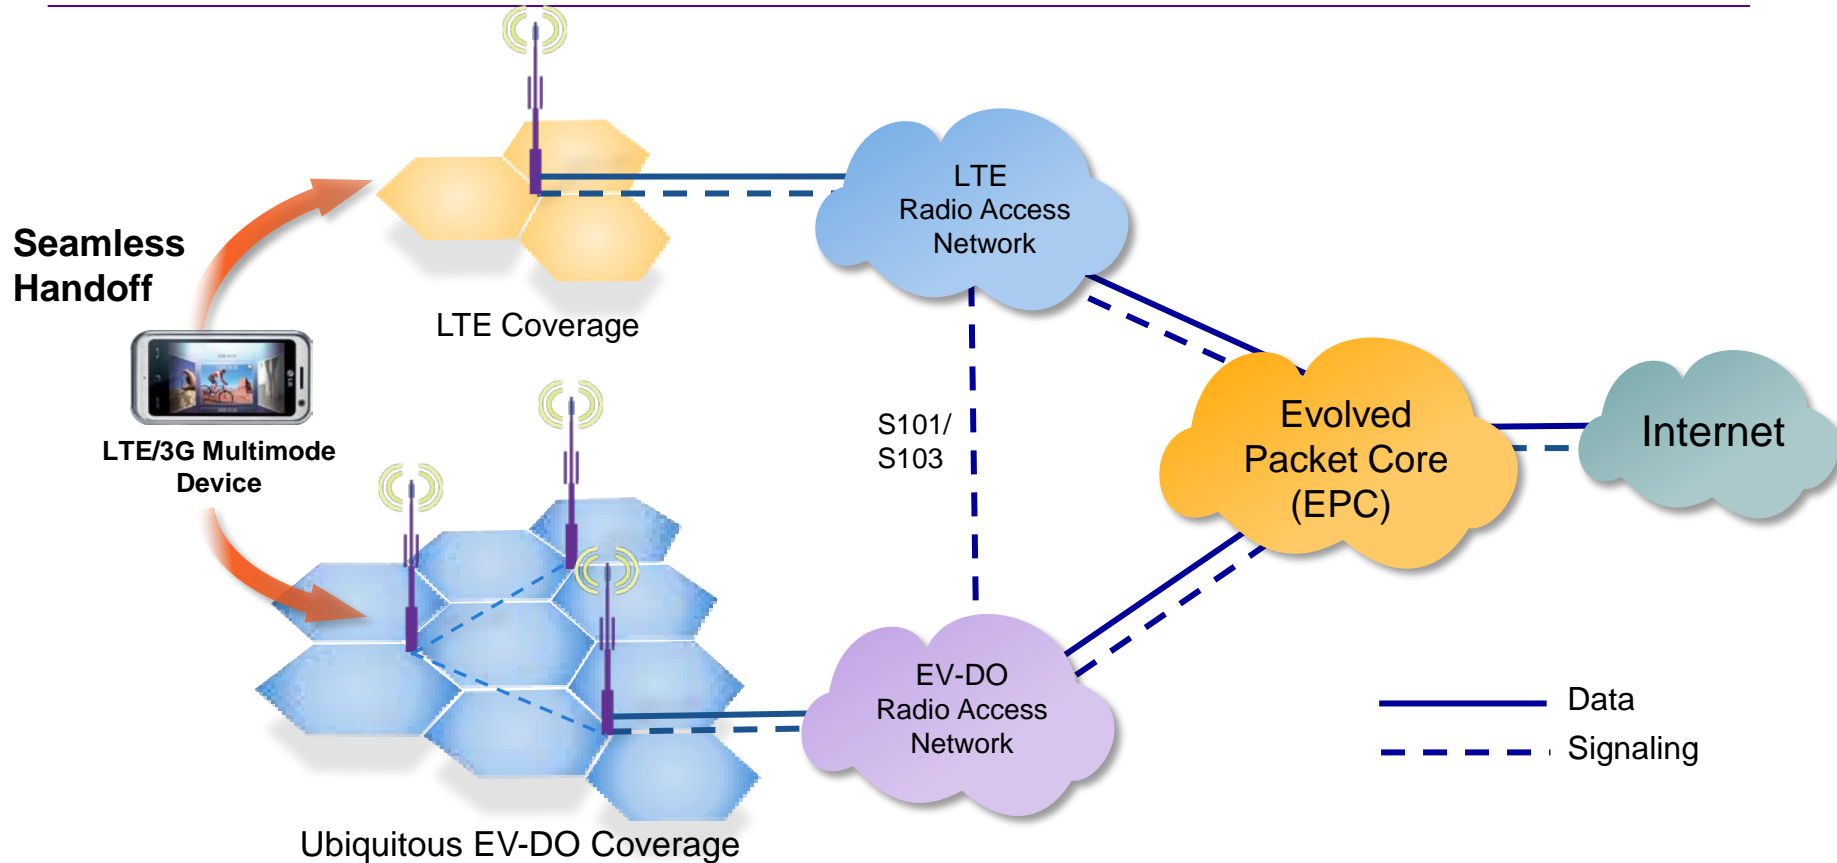 Seamless
Handoff
LTE Coverage
LTE/3G Multimode
Device
Ubiquitous EV-DO Coverage
LTE
Radio Access
Network
S101/
S103
EV-DO
Radio Access
Network
Evolved
Packet Core
(EPC)
Internet
Data
Signaling